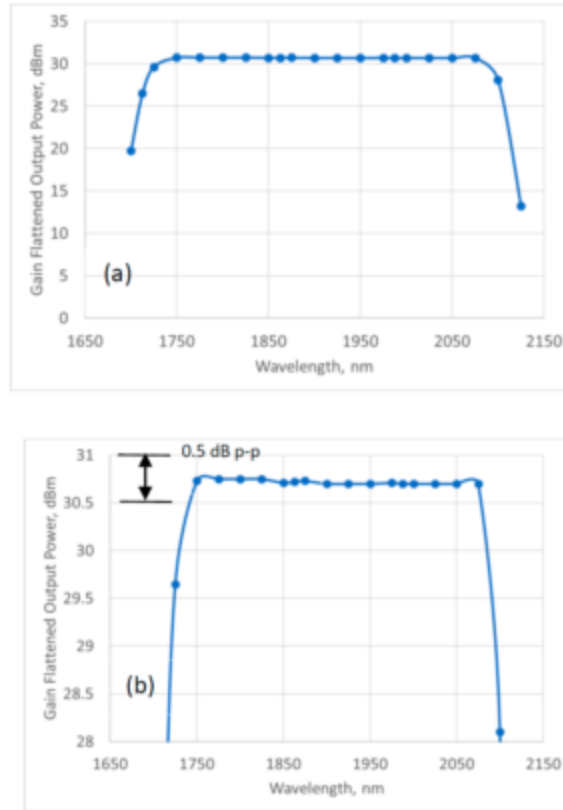 35
30
25
20
15
10
5
0
Gain Flattened Output Power, dBm
(a)
1650 1750 1850 1950 2050 2150
Wavelength, nm
31
30.5
30
29.5
29
28.5
28
Gain Flattened Output Power, dBm
0.5 dB p-p
(b)
1650 1750 1850 1950 2050 2150
Wavelength, nm